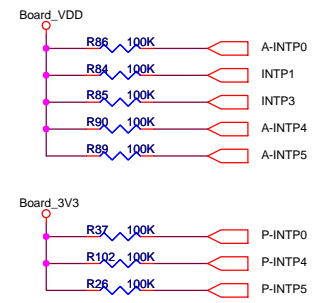 Board_VDD
R86 100K A-INTP0
R84 100K INTP1
R85 100K INTP3
R90 100K A-INTP4
R89 100K A-INTP5
Board_3V3
R37 100K P-INTP0
R102 100K P-INTP4
R26 100K P-INTP5